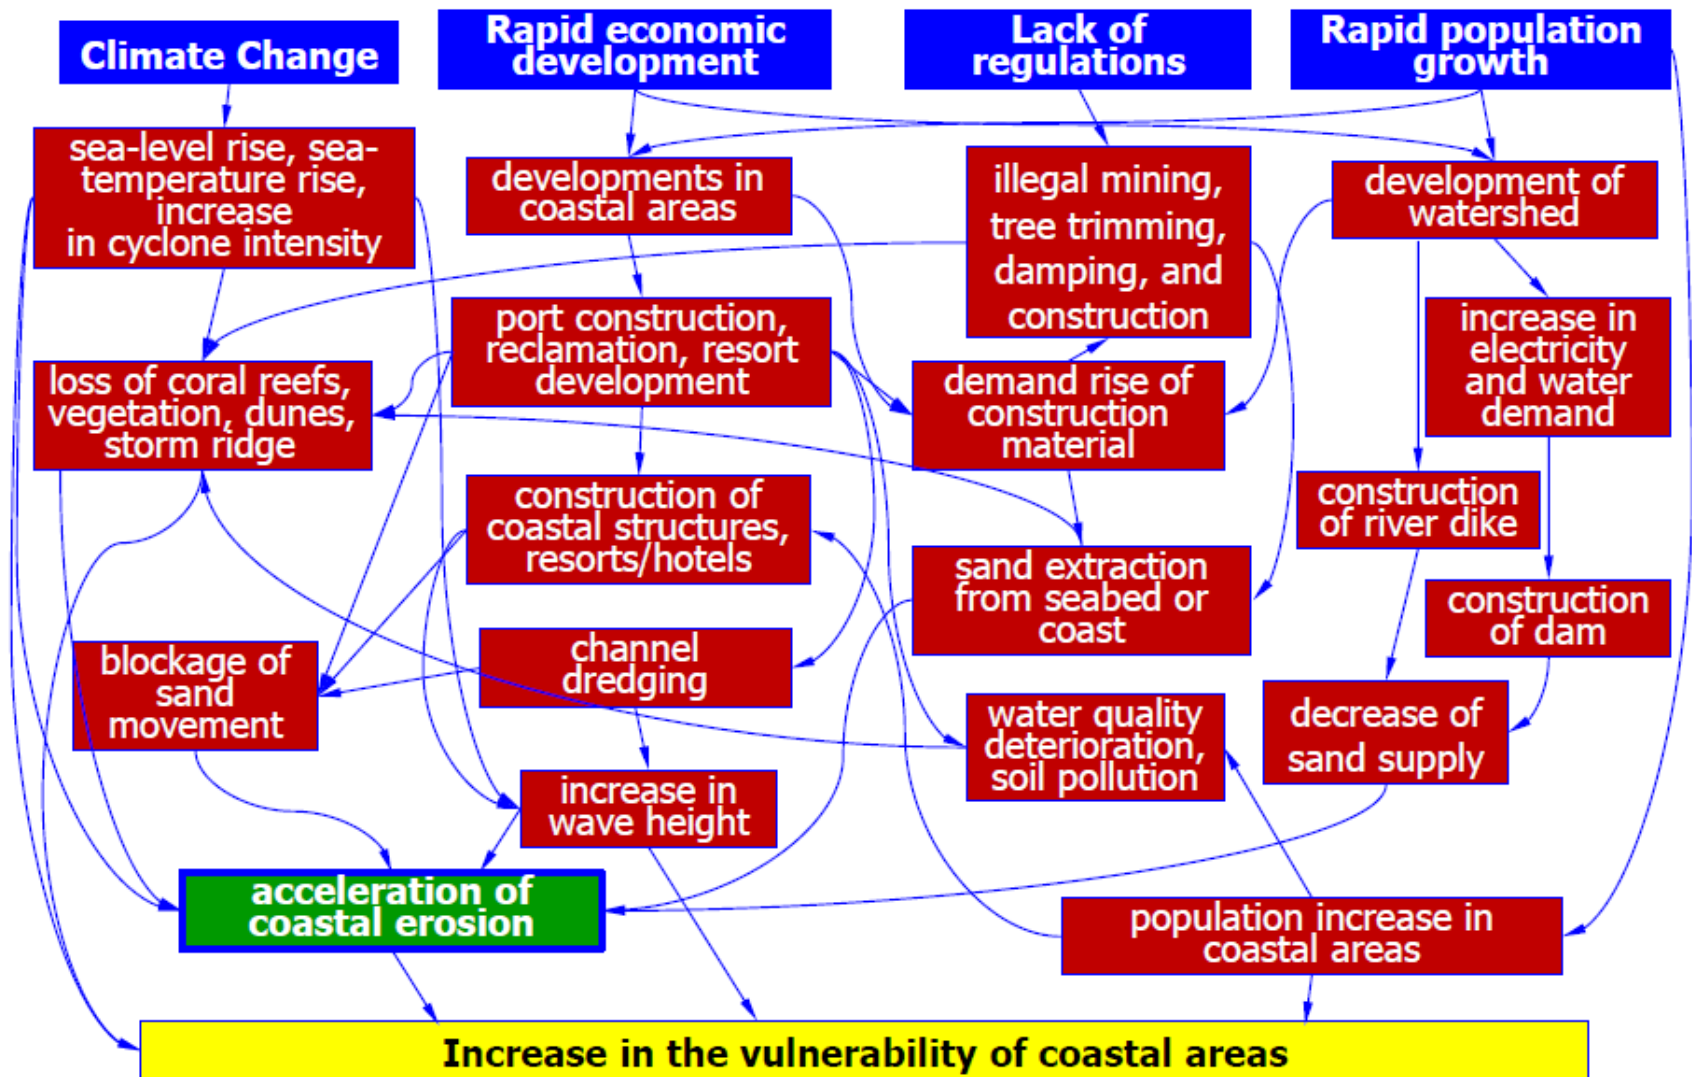 Climate Change
Rapid economic
development
Lack of
regulations
Rapid population
growth
sea-level rise, sea-
temperature rise,
increase
in cyclone intensity
developments in
coastal areas
illegal mining,
tree trimming,
damping, and
construction
development of
watershed
port construction,
reclamation, resort
development
increase in
electricity
and water
demand
loss of coral reefs,
vegetation, dunes,
storm ridge
demand rise of
construction
material
construction of
coastal structures,
resorts/hotels
construction
of river dike
sand extraction
from seabed or
coast
construction
of dam
blockage of
sand
movement
channel
dredging
water quality
deterioration,
soil pollution
decrease of
sand supply
increase in
wave height
acceleration of
coastal erosion
population increase in
coastal areas
Increase in the vulnerability of coastal areas